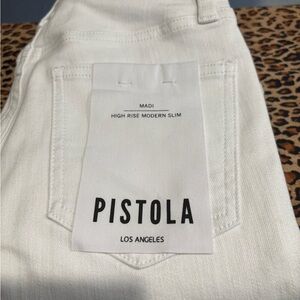 MADI
HIGH RISE MODERN SLIM
PISTOLA
LOS ANGELES